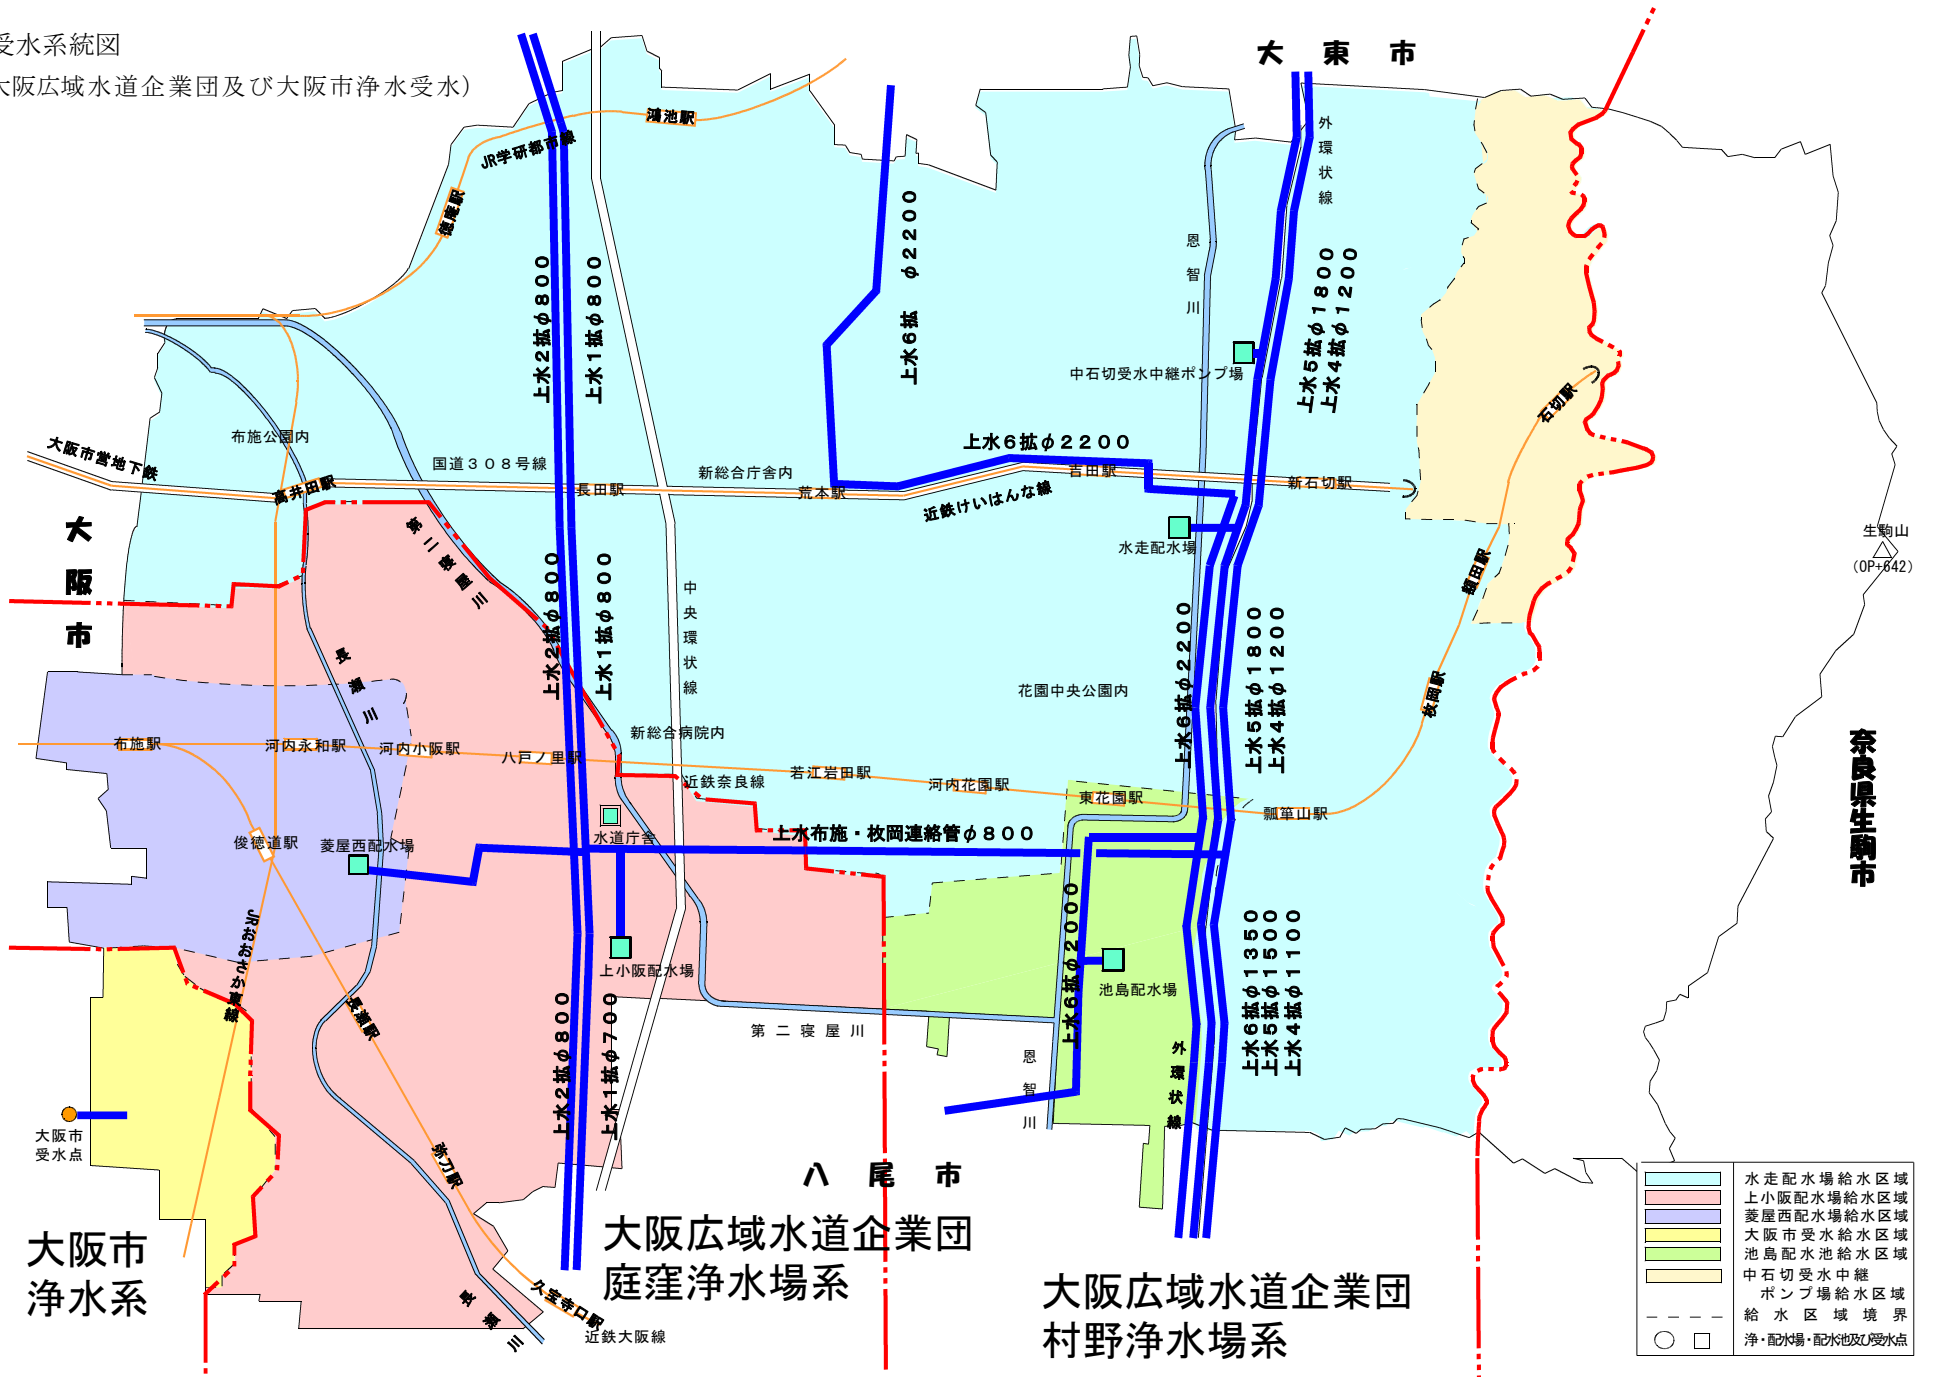 受水系統図
大阪広域水道企業団及び大阪市浄水受水）
大東市
外環状線
鴻池駅
JR学研都市線
徳庵駅
上水6拡　φ2200
恩智川
上水2拡φ800
上水1拡φ800
上水5拡φ1800
上水4拡φ1200
中石切受水中継ポンプ場
石切駅
布施公園内
大阪市営地下鉄
高井田駅
国道308号線
長田駅
新総合庁舎内
荒本駅
上水6拡φ2200
吉田駅
近鉄けいはんな線
新石切駅
水走配水場
大阪市
第二寝屋川
生駒山
（OP+642）
額田駅
枚岡駅
上水2拡φ800
上水1拡φ800
中央環状線
長瀬川
花園中央公園内
上水6拡φ2200
上水5拡φ1800
上水4拡φ1200
奈良県生駒市
布施駅
河内永和駅
河内小阪駅
八戸ノ里駅
新総合病院内
近鉄奈良線
若江岩田駅
河内花園駅
東花園駅
瓢箪山駅
俊徳道駅
菱屋西配水場
水道庁舎
上水布施・枚岡連絡管φ800
JRおおさか東線
長瀬駅
上小阪配水場
上水2拡φ800
上水1拡φ700
第二寝屋川
上水6拡φ2000
池島配水場
恩智川
外環状線
上水6拡φ1350
上水5拡φ1500
上水4拡φ1100
大阪市
受水点
弥刀駅
八尾市
大阪市
浄水系
大阪広域水道企業団
庭窪浄水場系
大阪広域水道企業団
村野浄水場系
長瀬川
久宝寺口駅
近鉄大阪線
水走配水場給水区域
上小阪配水場給水区域
菱屋西配水場給水区域
大阪市受水給水区域
池島配水池給水区域
中石切受水中継
ポンプ場給水区域
給水区域境界
浄・配水場・配水池及び受水点